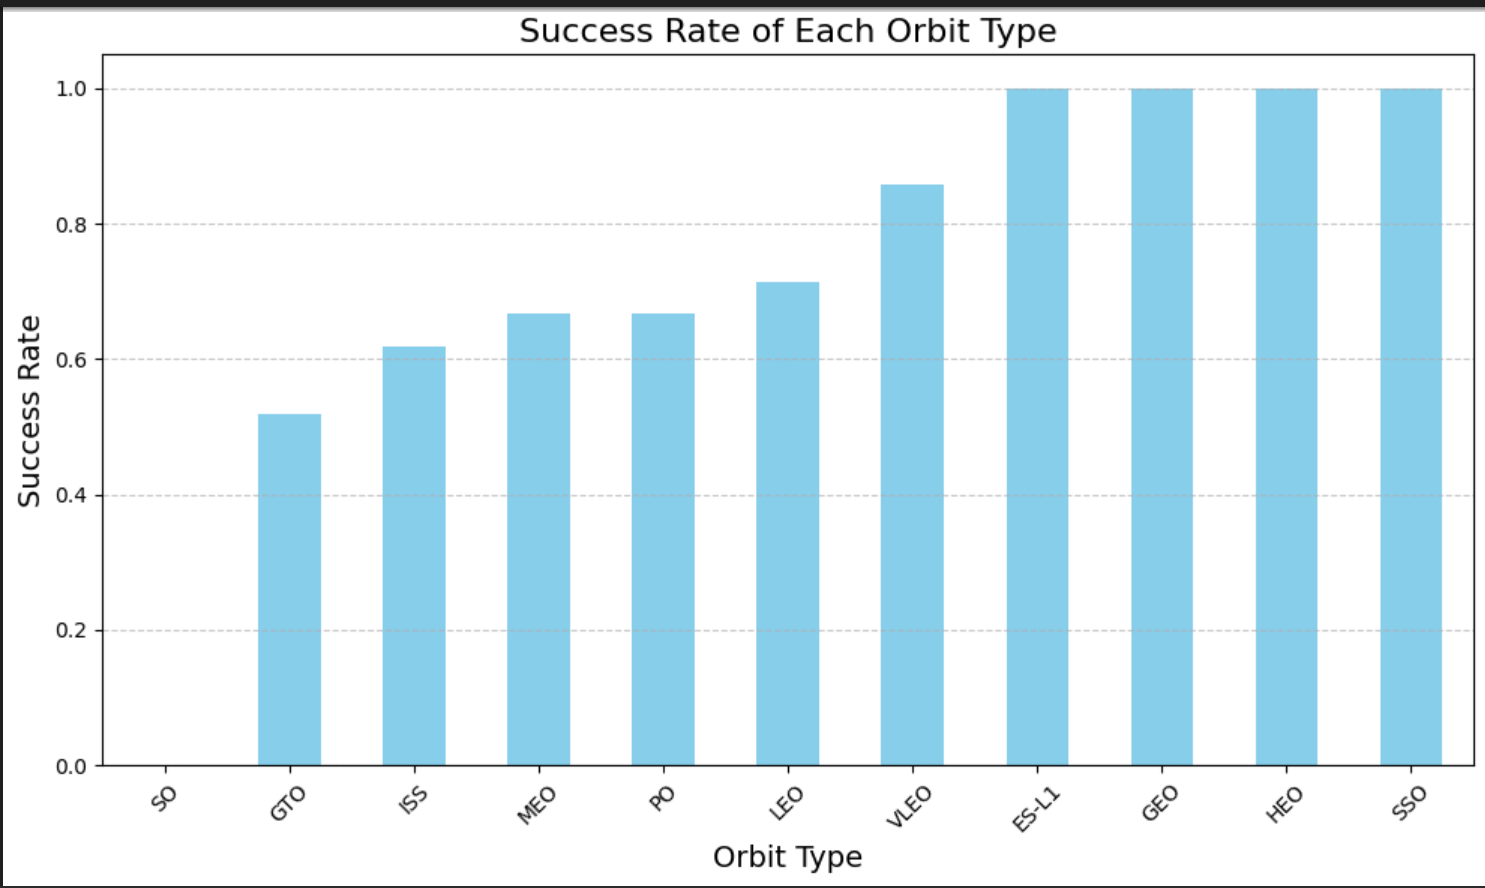 Success Rate of Each Orbit Type
Success Rate
1.0
0.8
0.6
0.4
0.2
0.0
SO
GTO
ISS
MEO
PO
LEO
VLEO
ES-L1
GEO
HEO
SSO
Orbit Type